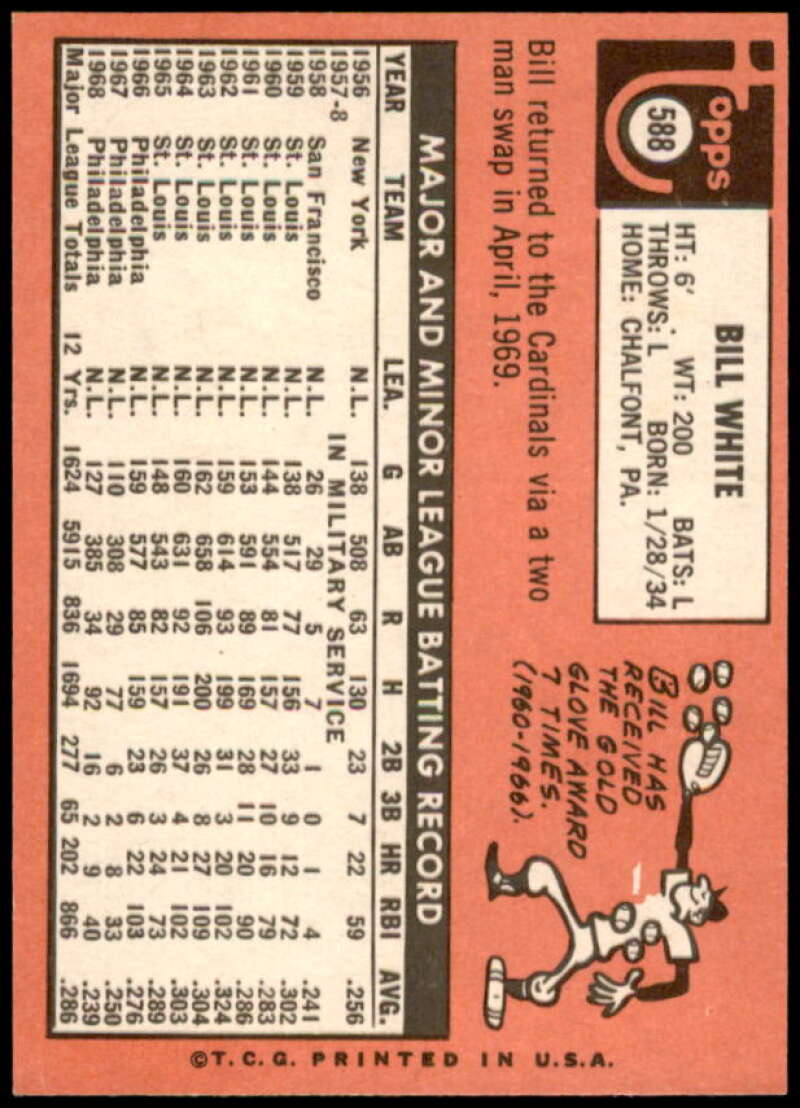 Topps
588
BILL WHITE
HT: 6' WT: 200 BATS: L
THROWS: L BORN: 1/28/34
HOME: CHALFONT, PA.
Bill returned to the Cardinals via a two
man swap in April, 1969.
BILL HAS
RECEIVED
THE GOLD
GLOVE AWARD
7 TIMES.
(1960-1966).
MAJOR AND MINOR LEAGUE BATTING RECORD
YEAR TEAM LEA. G AB R H 2B 3B HR RBI AVG.
1956 New York N.L. 138 508 63 130 23 7 22 59 .256
1957-8 IN MILITARY SERVICE
1958 San Francisco N.L. 26 29 5 7 1 0 1 4 .241
1959 St. Louis N.L. 138 517 77 156 33 9 12 72 .302
1960 St. Louis N.L. 144 554 81 157 27 10 16 79 .283
1961 St. Louis N.L. 153 591 89 169 28 11 20 90 .286
1962 St. Louis N.L. 159 614 93 199 31 3 20 102 .324
1963 St. Louis N.L. 162 658 106 200 26 8 27 109 .304
1964 St. Louis N.L. 160 631 92 191 37 4 21 102 .303
1965 St. Louis N.L. 148 543 82 157 26 3 24 73 .289
1966 Philadelphia N.L. 159 577 85 159 23 6 22 103 .276
1967 Philadelphia N.L. 110 308 29 77 6 2 8 33 .250
1968 Philadelphia N.L. 127 385 34 92 16 2 9 40 .239
Major League Totals 12 Yrs. 1624 5915 836 1694 277 65 202 866 .286
©T.C.G. PRINTED IN U.S.A.